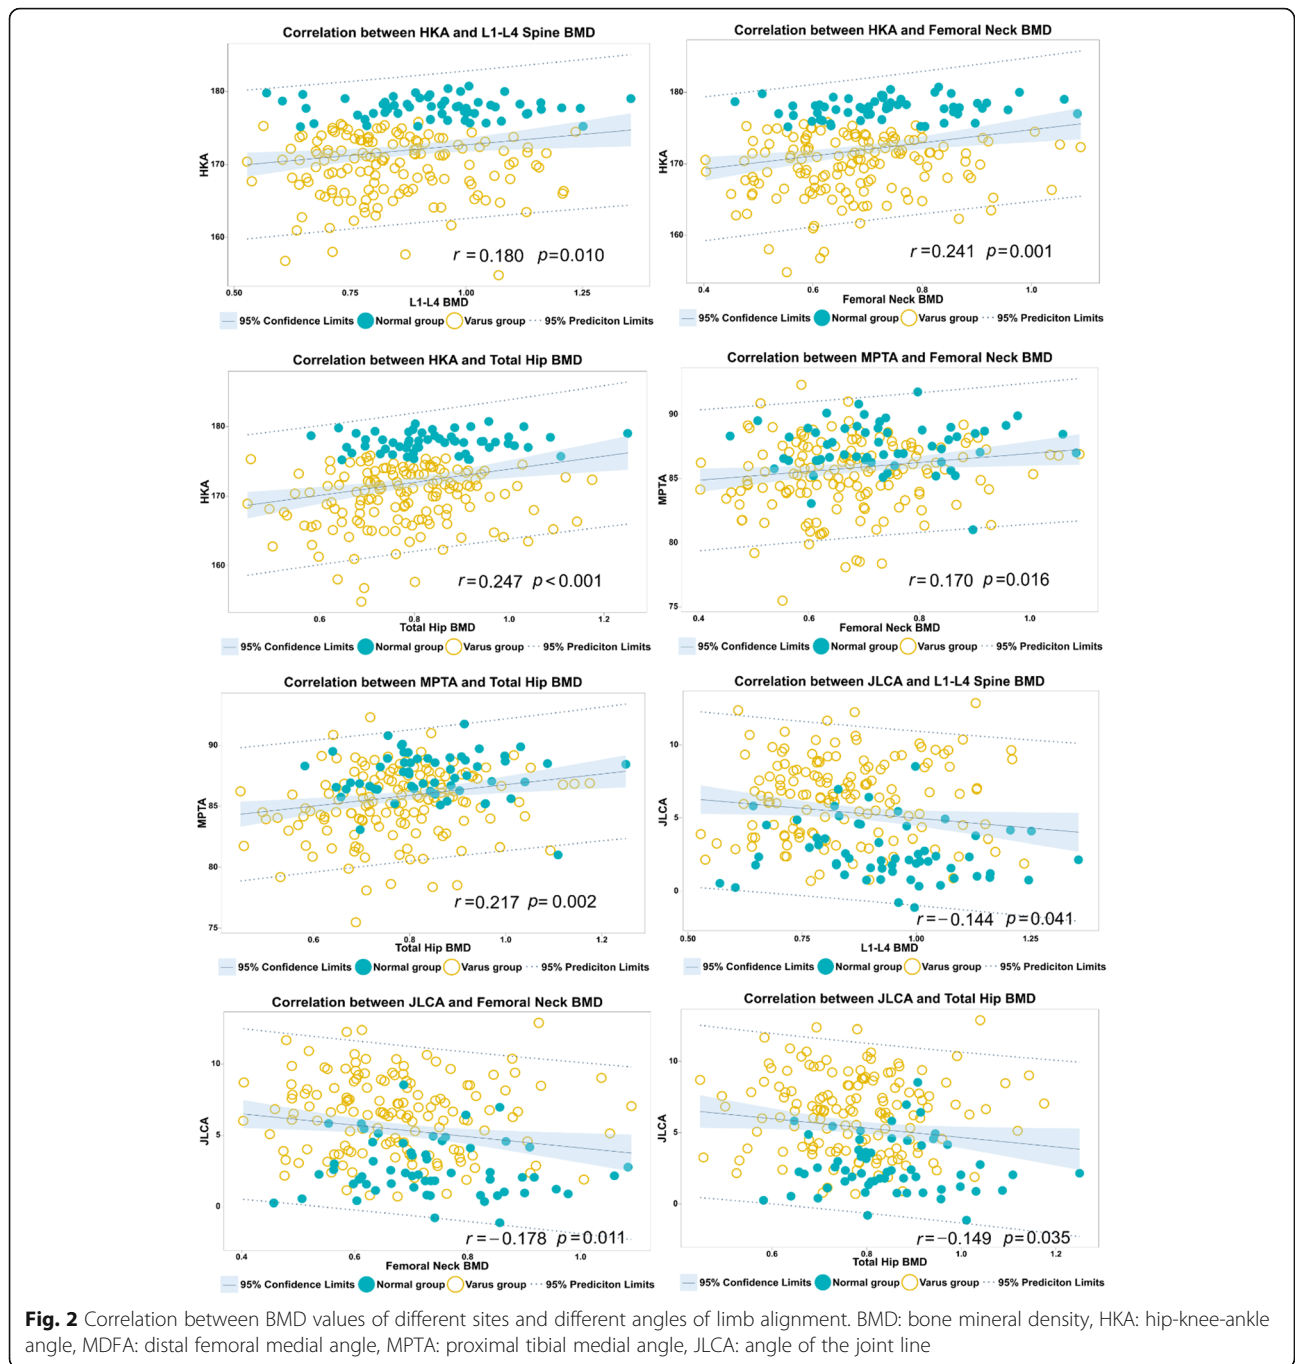 Correlation between HKA and L1-L4 Spine BMD
HKA
180
170
160
r = 0.180 p=0.010
0.50 0.75 1.00 1.25
L1-L4 BMD
95% Confidence Limits Normal group Varus group 95% Prediciton Limits
Correlation between HKA and Femoral Neck BMD
HKA
180
170
160
r=0.241 p=0.001
0.4 0.6 0.8 1.0
Femoral Neck BMD
95% Confidence Limits Normal group Varus group 95% Prediciton Limits
Correlation between HKA and Total Hip BMD
HKA
180
170
160
r=0.247 p<0.001
0.6 0.8 1.0 1.2
Total Hip BMD
95% Confidence Limits Normal group Varus group 95% Prediciton Limits
Correlation between MPTA and Femoral Neck BMD
MPTA
90
85
80
75
r=0.170 p=0.016
0.4 0.6 0.8 1.0
Femoral Neck BMD
95% Confidence Limits Normal group Varus group 95% Prediciton Limits
Correlation between MPTA and Total Hip BMD
MPTA
90
85
80
75
r=0.217 p= 0.002
0.6 0.8 1.0 1.2
Total Hip BMD
95% Confidence Limits Normal group Varus group 95% Prediciton Limits
Correlation between JLCA and L1-L4 Spine BMD
JLCA
10
5
0
r=−0.144 p=0.041
0.50 0.75 1.00 1.25
L1-L4 BMD
95% Confidence Limits Normal group Varus group 95% Prediciton Limits
Correlation between JLCA and Femoral Neck BMD
JLCA
10
5
0
r=−0.178 p=0.011
0.4 0.6 0.8 1.0
Femoral Neck BMD
95% Confidence Limits Normal group Varus group 95% Prediciton Limits
Correlation between JLCA and Total Hip BMD
JLCA
10
5
0
r=−0.149 p=0.035
0.6 0.8 1.0 1.2
Total Hip BMD
95% Confidence Limits Normal group Varus group 95% Prediciton Limits
Fig. 2 Correlation between BMD values of different sites and different angles of limb alignment. BMD: bone mineral density, HKA: hip-knee-ankle
angle, MDFA: distal femoral medial angle, MPTA: proximal tibial medial angle, JLCA: angle of the joint line